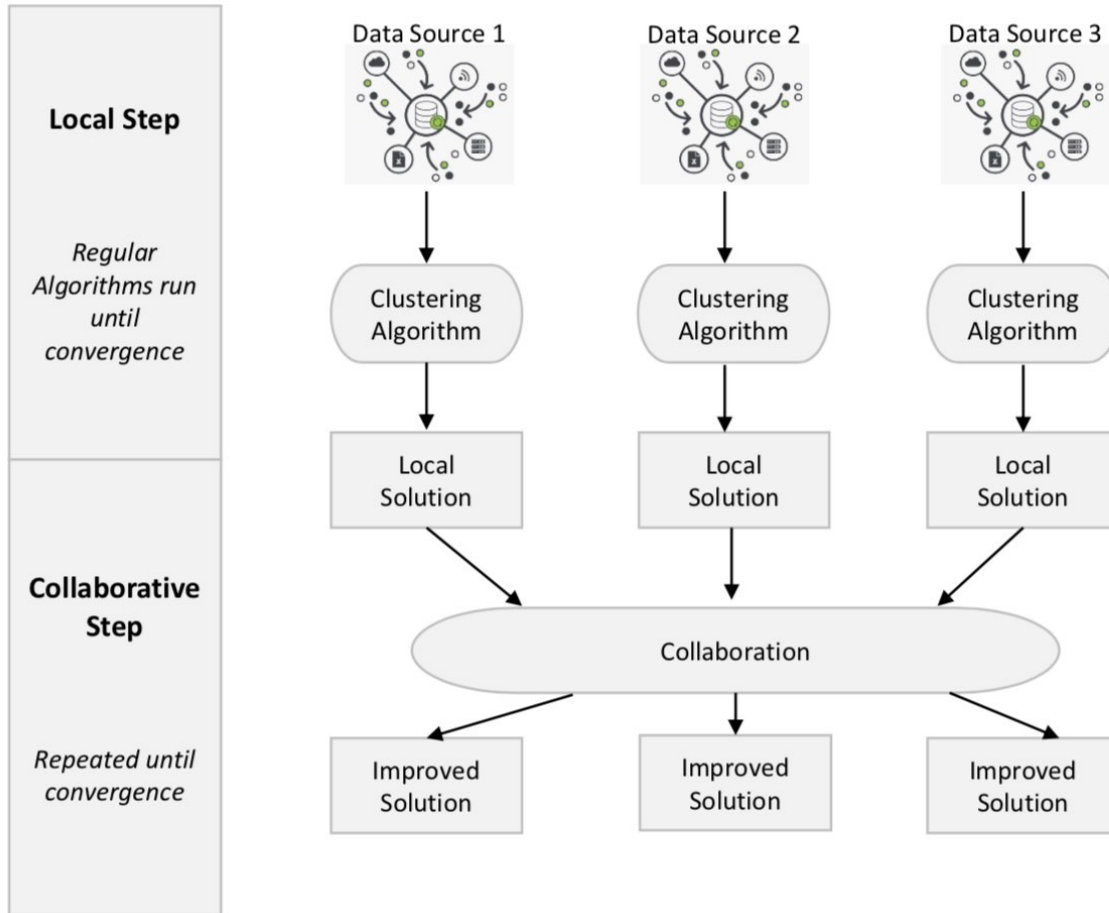 Data Source 1
Data Source 2
Data Source 3
Local Step
Regular
Algorithms run
until
convergence
Clustering
Algorithm
Clustering
Algorithm
Clustering
Algorithm
Local
Solution
Local
Solution
Local
Solution
Collaborative
Step
Collaboration
Repeated until
convergence
Improved
Solution
Improved
Solution
Improved
Solution